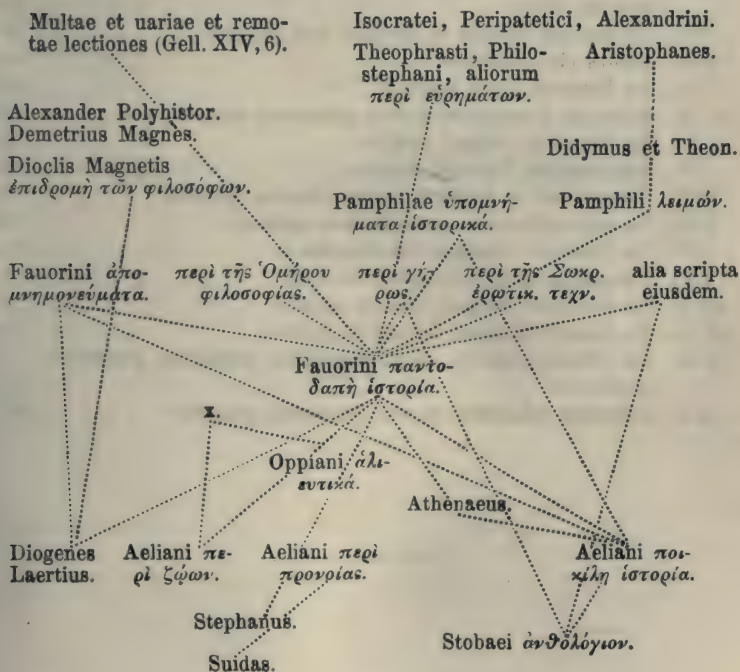 Multae et uariae et remo-
tae lectiones (Gell. XIV, 6).
Isocratei, Peripatetici, Alexandrini.
Theophrasti, Philo-
stephani, aliorum
περὶ εὑρημάτων.
Aristophanes.
Alexander Polyhistor.
Demetrius Magnes.
Didymus et Theon.
Dioclis Magnetis
ἐπιδρομὴ τῶν φιλοσόφων.
Pamphilae ὑπομνή-
ματα ἱστορικά.
Pamphili λειμών.
Fauorini ἀπο-
μνημονεύματα.
περὶ τῆς Ὁμήρου
φιλοσοφίας.
περὶ γή-
ρως.
περὶ τῆς Σωκρ.
ἐρωτικ. τεχν.
alia scripta
eiusdem.
Fauorini παντο-
δαπὴ ἱστορία.
x.
Oppiani ἁλι-
ευτικά.
Athenaeus.
Diogenes
Laertius.
Aeliani πε-
ρὶ ζῴων.
Aeliani περὶ
προνοίας.
Aeliani ποι-
κίλη ἱστορία.
Stephanus.
Stobaei ἀνθολόγιον.
Suidas.